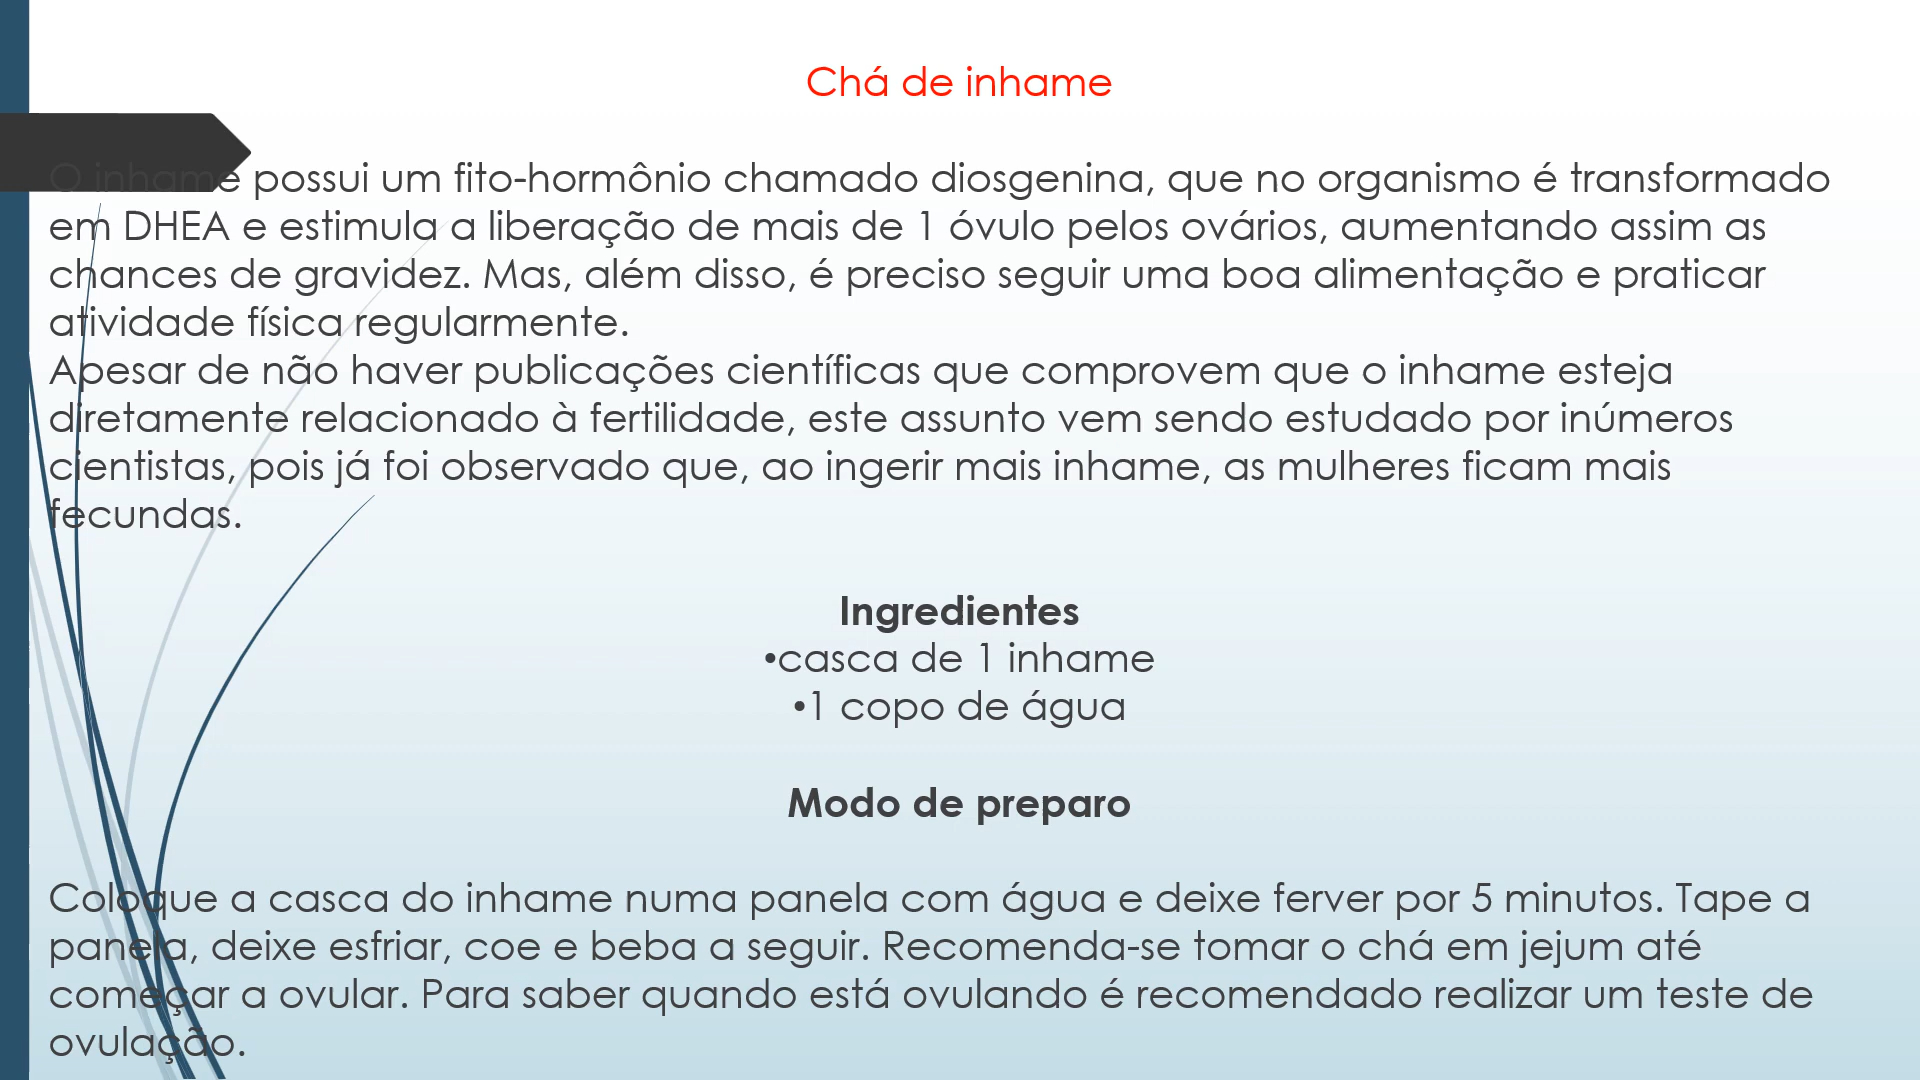 Chá de inhame
O inhame possui um fito-hormônio chamado diosgenina, que no organismo é transformado
em DHEA e estimula a liberação de mais de 1 óvulo pelos ovários, aumentando assim as
chances de gravidez. Mas, além disso, é preciso seguir uma boa alimentação e praticar
atividade física regularmente.
Apesar de não haver publicações científicas que comprovem que o inhame esteja
diretamente relacionado à fertilidade, este assunto vem sendo estudado por inúmeros
cientistas, pois já foi observado que, ao ingerir mais inhame, as mulheres ficam mais
fecundas.
Ingredientes
•casca de 1 inhame
•1 copo de água
Modo de preparo
Coloque a casca do inhame numa panela com água e deixe ferver por 5 minutos. Tape a
panela, deixe esfriar, coe e beba a seguir. Recomenda-se tomar o chá em jejum até
começar a ovular. Para saber quando está ovulando é recomendado realizar um teste de
ovulação.